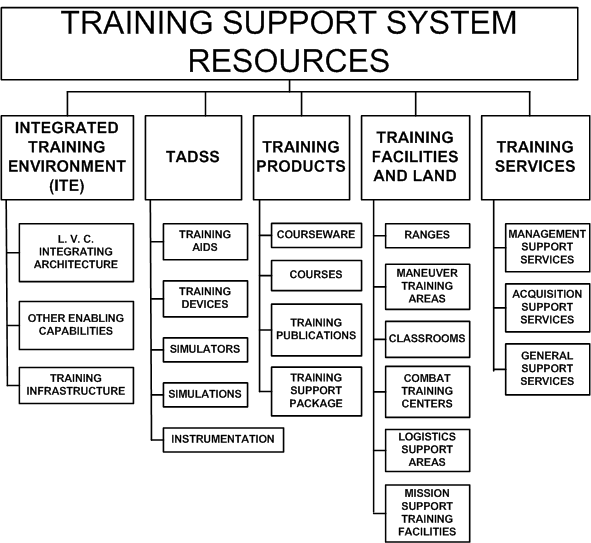 TRAINING SUPPORT SYSTEM
RESOURCES
INTEGRATED
TRAINING
ENVIRONMENT
(ITE)
L. V. C.
INTEGRATING
ARCHITECTURE
OTHER ENABLING
CAPABILITIES
TRAINING
INFRASTRUCTURE
TADSS
TRAINING
AIDS
TRAINING
DEVICES
SIMULATORS
SIMULATIONS
INSTRUMENTATION
TRAINING
PRODUCTS
COURSEWARE
COURSES
TRAINING
PUBLICATIONS
TRAINING
SUPPORT
PACKAGE
TRAINING
FACILITIES
AND LAND
RANGES
MANEUVER
TRAINING
AREAS
CLASSROOMS
COMBAT
TRAINING
CENTERS
LOGISTICS
SUPPORT
AREAS
MISSION
SUPPORT
TRAINING
FACILITIES
TRAINING
SERVICES
MANAGEMENT
SUPPORT
SERVICES
ACQUISITION
SUPPORT
SERVICES
GENERAL
SUPPORT
SERVICES